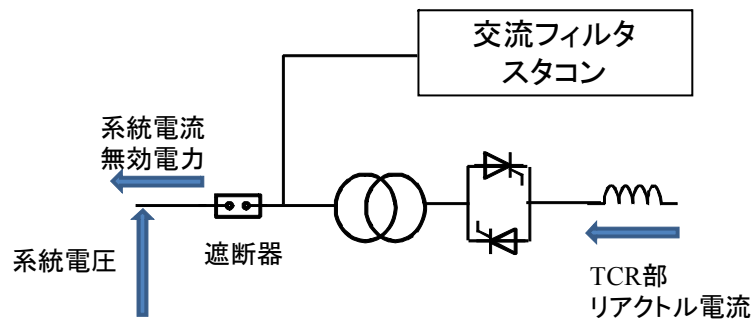 交流フィルタ
スタコン
系統電流
無効電力
系統電圧
遮断器
TCR部
リアクトル電流